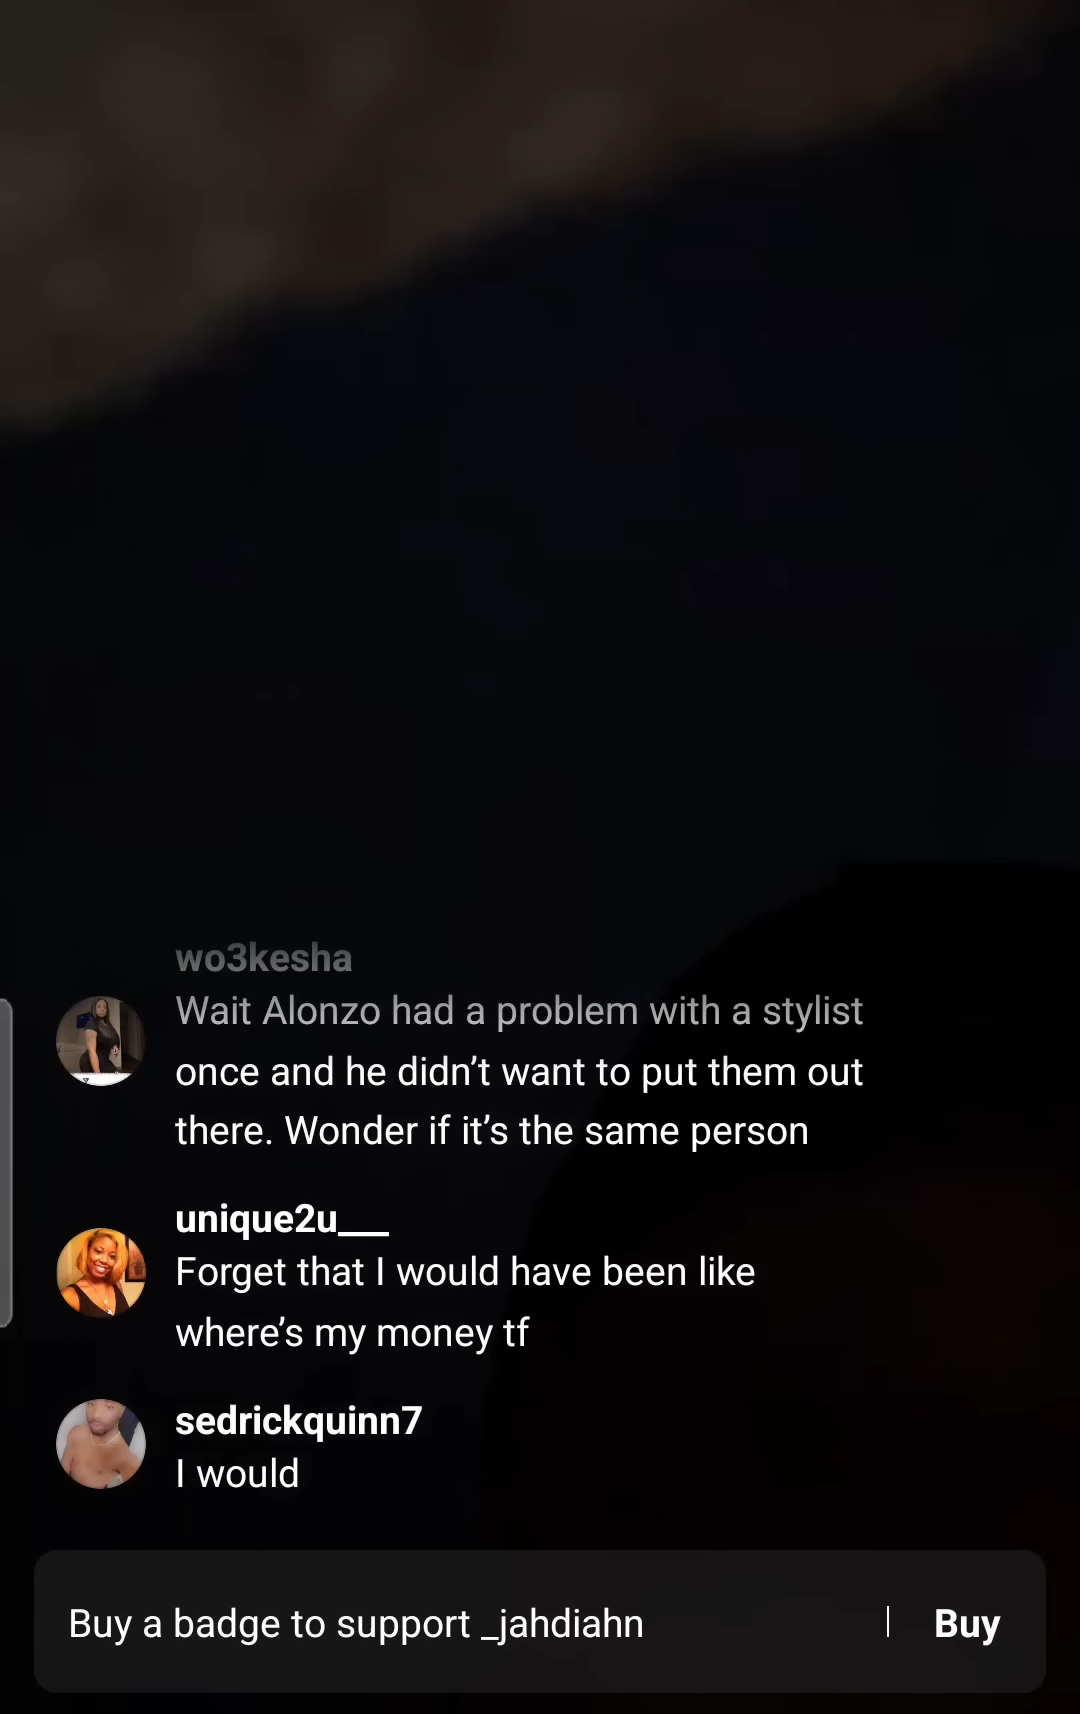 wo3kesha
Wait Alonzo had a problem with a stylist
once and he didn’t want to put them out
there. Wonder if it’s the same person
unique2u___
Forget that I would have been like
where’s my money tf
sedrickquinn7
I would
Buy a badge to support _jahdiahn | Buy